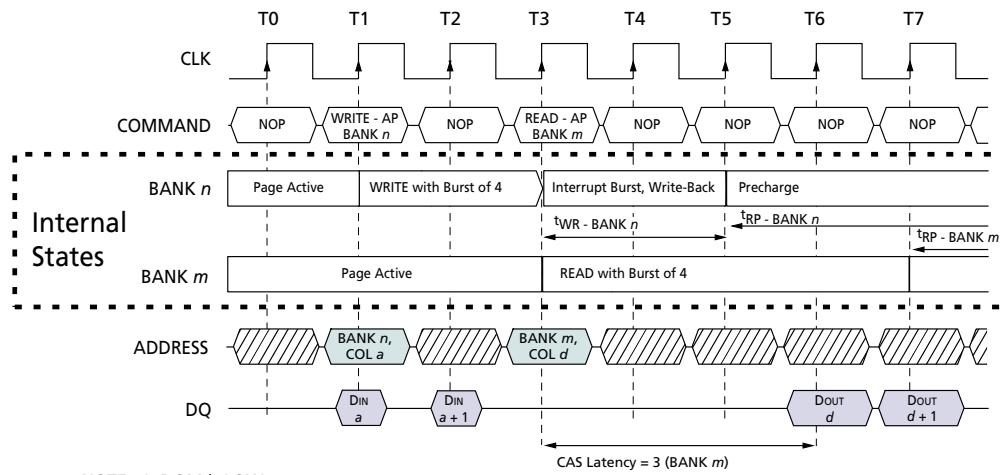 T0 T1 T2 T3 T4 T5 T6 T7
CLK
COMMAND
NOP
WRITE - AP
BANK n
NOP
READ - AP
BANK m
NOP
NOP
NOP
NOP
Internal
States
BANK n
Page Active
WRITE with Burst of 4
Interrupt Burst, Write-Back
Precharge
tWR - BANK n
tRP - BANK n
tRP - BANK m
BANK m
Page Active
READ with Burst of 4
ADDRESS
BANK n,
COL a
BANK m,
COL d
DQ
DIN
a
DIN
a + 1
DOUT
d
DOUT
d + 1
CAS Latency = 3 (BANK m)